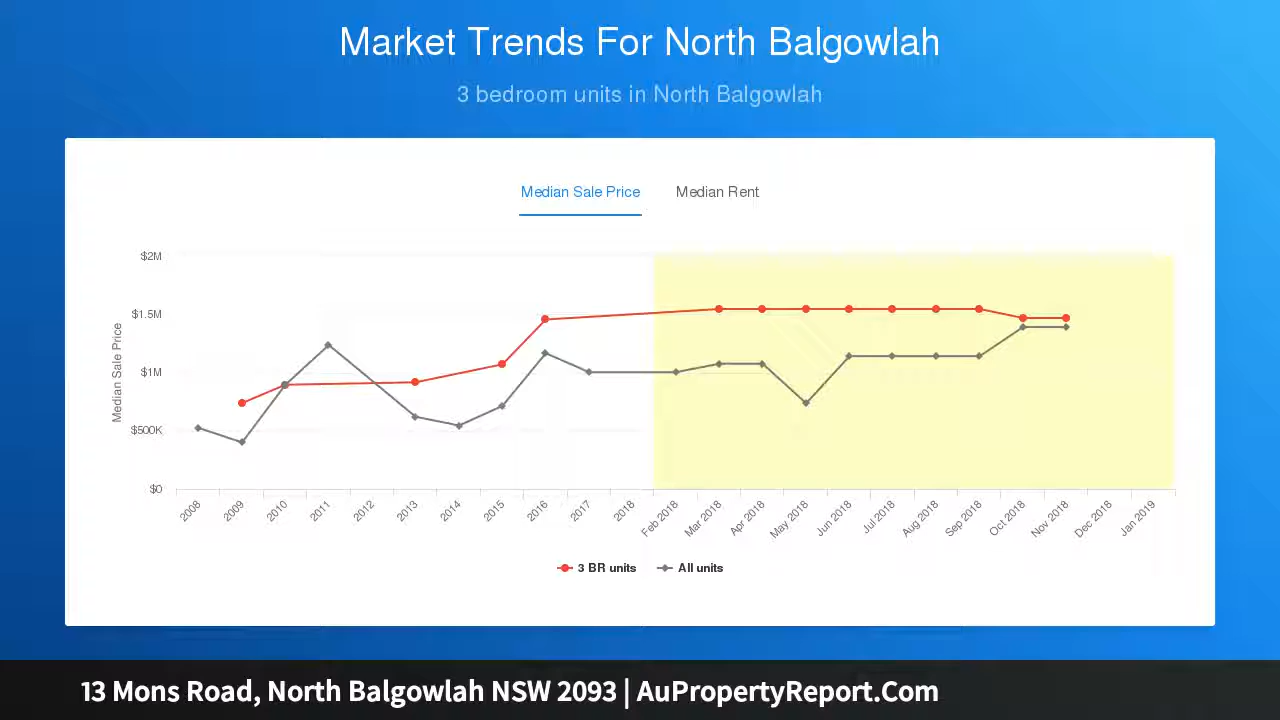 Market Trends For North Balgowlah
3 bedroom units in North Balgowlah
Median Sale Price Median Rent
$2M
$1.5M
$1M
$500K
$0
Median Sale Price
2008 2009 2010 2011 2012 2013 2014 2015 2016 2017 2018 Feb 2018 Mar 2018 Apr 2018 May 2018 Jun 2018 Jul 2018 Aug 2018 Sep 2018 Oct 2018 Nov 2018 Dec 2018 Jan 2019
3 BR units All units
13 Mons Road, North Balgowlah NSW 2093 | AuPropertyReport.Com